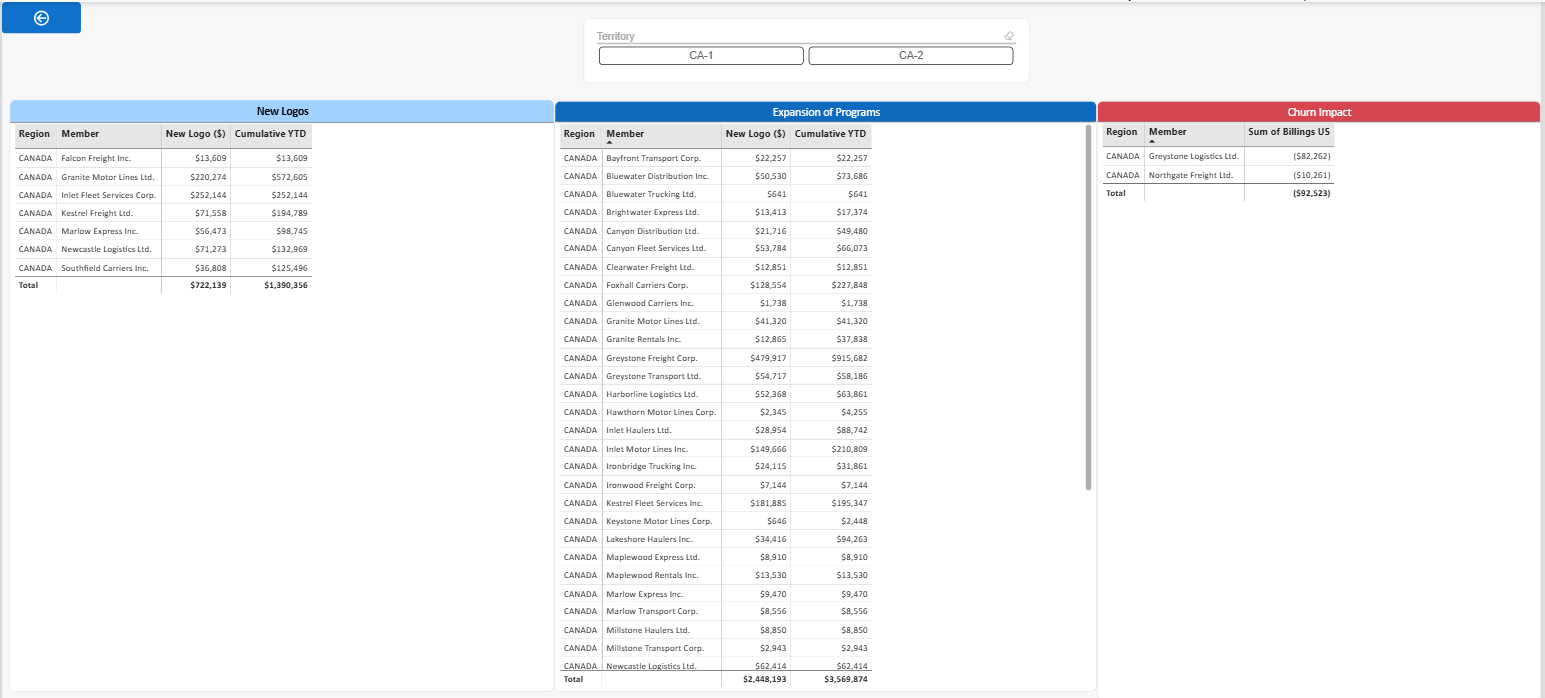 Territory
CA-1 CA-2
New Logos
Region Member New Logo ($) Cumulative YTD
CANADA Falcon Freight Inc. $13,609 $13,609
CANADA Granite Motor Lines Ltd. $220,274 $572,605
CANADA Inlet Fleet Services Corp. $252,144 $252,144
CANADA Kestrel Freight Ltd. $71,558 $194,789
CANADA Marlow Express Inc. $56,473 $98,745
CANADA Newcastle Logistics Ltd. $71,273 $132,969
CANADA Southfield Carriers Inc. $36,808 $125,496
Total $722,139 $1,390,356
Expansion of Programs
Region Member New Logo ($) Cumulative YTD
CANADA Bayfront Transport Corp. $22,257 $22,257
CANADA Bluewater Distribution Inc. $50,530 $73,686
CANADA Bluewater Trucking Ltd. $641 $641
CANADA Brightwater Express Ltd. $13,413 $17,374
CANADA Canyon Distribution Ltd. $21,716 $49,480
CANADA Canyon Fleet Services Ltd. $53,784 $66,073
CANADA Clearwater Freight Ltd. $12,851 $12,851
CANADA Foxhall Carriers Corp. $128,554 $227,848
CANADA Glenwood Carriers Inc. $1,738 $1,738
CANADA Granite Motor Lines Ltd. $41,320 $41,320
CANADA Granite Rentals Inc. $12,865 $37,838
CANADA Greystone Freight Corp. $479,917 $915,682
CANADA Greystone Transport Ltd. $54,717 $58,186
CANADA Harborline Logistics Ltd. $52,368 $63,861
CANADA Hawthorn Motor Lines Corp. $2,345 $4,255
CANADA Inlet Haulers Ltd. $28,954 $88,742
CANADA Inlet Motor Lines Inc. $149,666 $210,809
CANADA Ironbridge Trucking Inc. $24,115 $31,861
CANADA Ironwood Freight Corp. $7,144 $7,144
CANADA Kestrel Fleet Services Inc. $181,885 $195,347
CANADA Keystone Motor Lines Corp. $646 $2,448
CANADA Lakeshore Haulers Inc. $34,416 $94,263
CANADA Maplewood Express Ltd. $8,910 $8,910
CANADA Maplewood Rentals Inc. $13,530 $13,530
CANADA Marlow Express Inc. $9,470 $9,470
CANADA Marlow Transport Corp. $8,556 $8,556
CANADA Millstone Haulers Ltd. $8,850 $8,850
CANADA Millstone Transport Corp. $2,943 $2,943
CANADA Newcastle Logistics Ltd. $62,414 $62,414
Total $2,448,193 $3,569,874
Churn Impact
Region Member Sum of Billings US
CANADA Greystone Logistics Ltd. ($82,262)
CANADA Northgate Freight Ltd. ($10,261)
Total ($92,523)